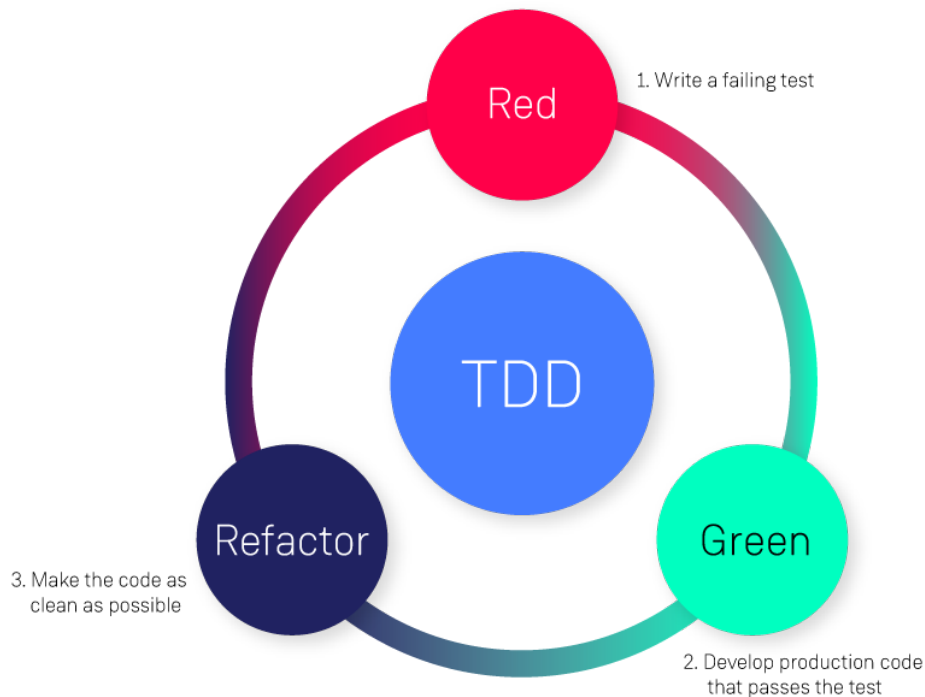 Red
1. Write a failing test
TDD
Refactor
Green
3. Make the code as
clean as possible
2. Develop production code
that passes the test